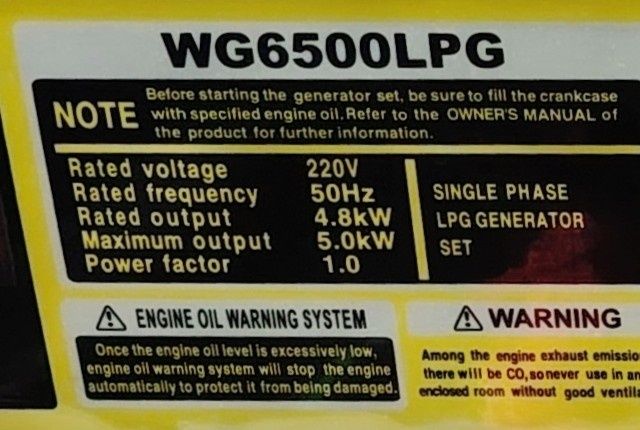 WG6500LPG
NOTE
Before starting the generator set, be sure to fill the crankcase
with specified engine oil. Refer to the OWNER'S MANUAL of
the product for further information.
Rated voltage 220V
Rated frequency 50Hz
Rated output 4.8kW
Maximum output 5.0kW
Power factor 1.0
SINGLE PHASE
LPG GENERATOR
SET
ENGINE OIL WARNING SYSTEM
Once the engine oil level is excessively low,
engine oil warning system will stop the engine
automatically to protect it from being damaged.
WARNING
Among the engine exhaust emissio
there will be CO,so never use in an
enclosed room without good ventila